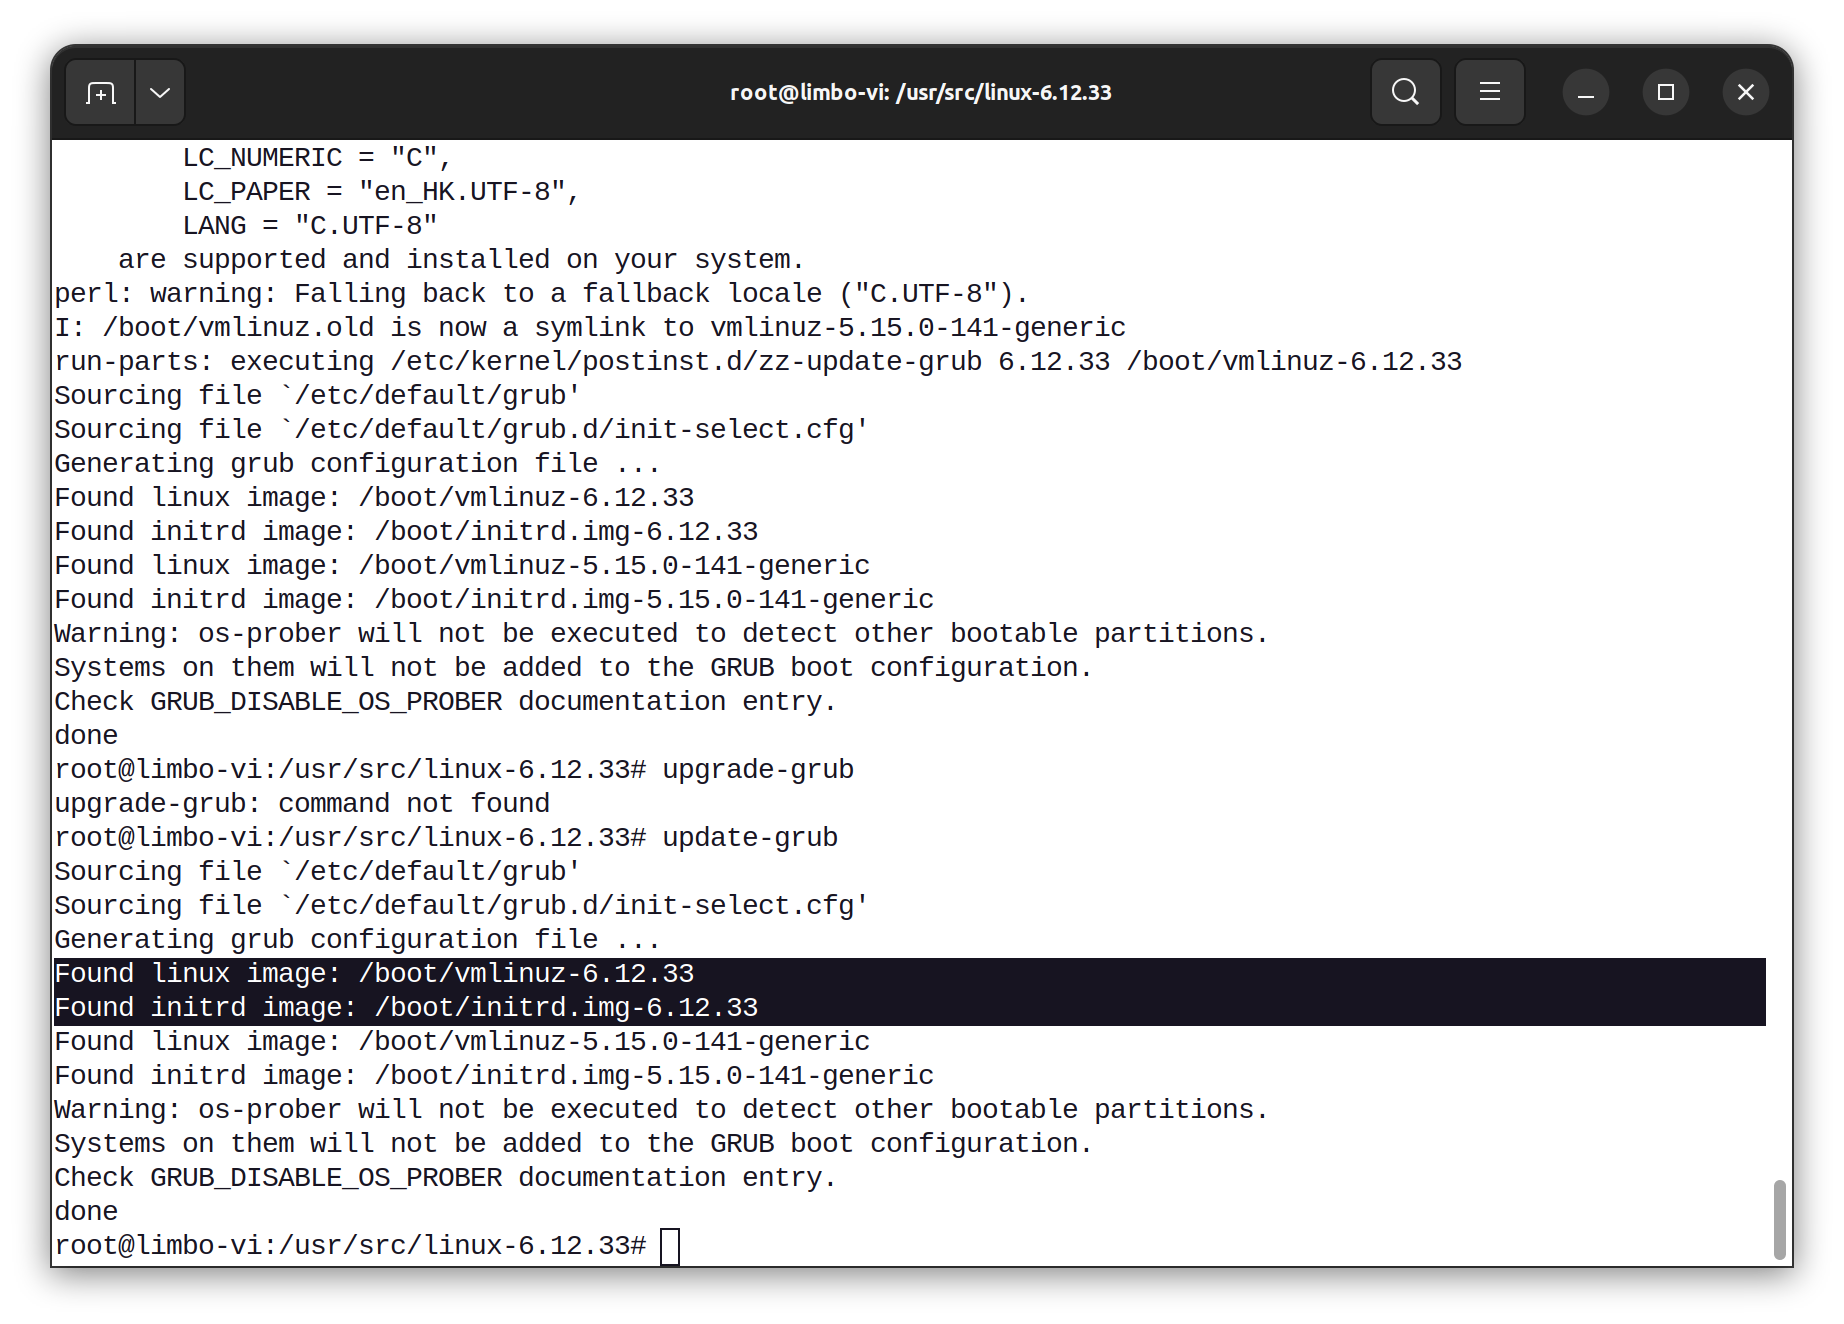 root@limbo-vi: /usr/src/linux-6.12.33
LC_NUMERIC = "C",
LC_PAPER = "en_HK.UTF-8",
LANG = "C.UTF-8"
are supported and installed on your system.
perl: warning: Falling back to a fallback locale ("C.UTF-8").
I: /boot/vmlinuz.old is now a symlink to vmlinuz-5.15.0-141-generic
run-parts: executing /etc/kernel/postinst.d/zz-update-grub 6.12.33 /boot/vmlinuz-6.12.33
Sourcing file `/etc/default/grub'
Sourcing file `/etc/default/grub.d/init-select.cfg'
Generating grub configuration file ...
Found linux image: /boot/vmlinuz-6.12.33
Found initrd image: /boot/initrd.img-6.12.33
Found linux image: /boot/vmlinuz-5.15.0-141-generic
Found initrd image: /boot/initrd.img-5.15.0-141-generic
Warning: os-prober will not be executed to detect other bootable partitions.
Systems on them will not be added to the GRUB boot configuration.
Check GRUB_DISABLE_OS_PROBER documentation entry.
done
root@limbo-vi:/usr/src/linux-6.12.33# upgrade-grub
upgrade-grub: command not found
root@limbo-vi:/usr/src/linux-6.12.33# update-grub
Sourcing file `/etc/default/grub'
Sourcing file `/etc/default/grub.d/init-select.cfg'
Generating grub configuration file ...
Found linux image: /boot/vmlinuz-6.12.33
Found initrd image: /boot/initrd.img-6.12.33
Found linux image: /boot/vmlinuz-5.15.0-141-generic
Found initrd image: /boot/initrd.img-5.15.0-141-generic
Warning: os-prober will not be executed to detect other bootable partitions.
Systems on them will not be added to the GRUB boot configuration.
Check GRUB_DISABLE_OS_PROBER documentation entry.
done
root@limbo-vi:/usr/src/linux-6.12.33#